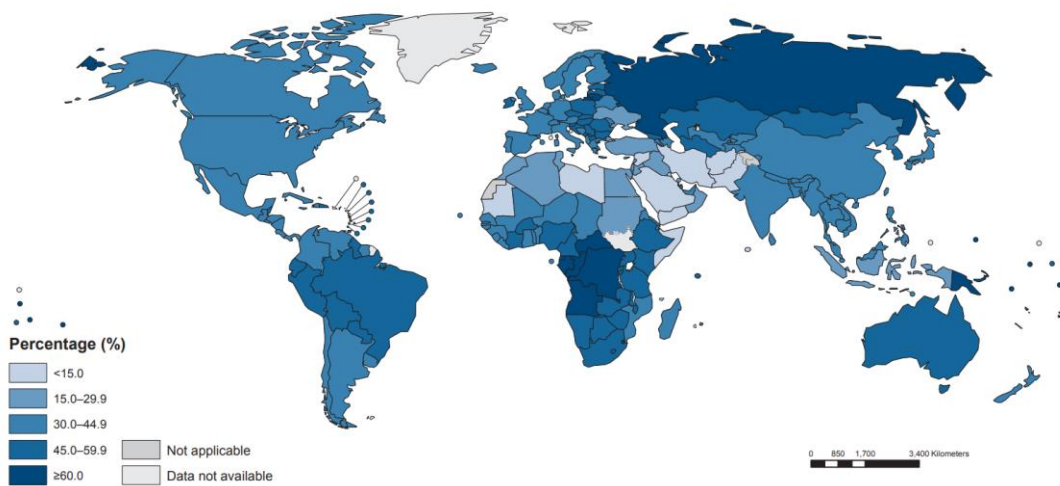 Percentage (%)
<15.0
15.0–29.9
30.0–44.9
45.0–59.9
≥60.0
Not applicable
Data not available
0 850 1,700 3,400 Kilometers